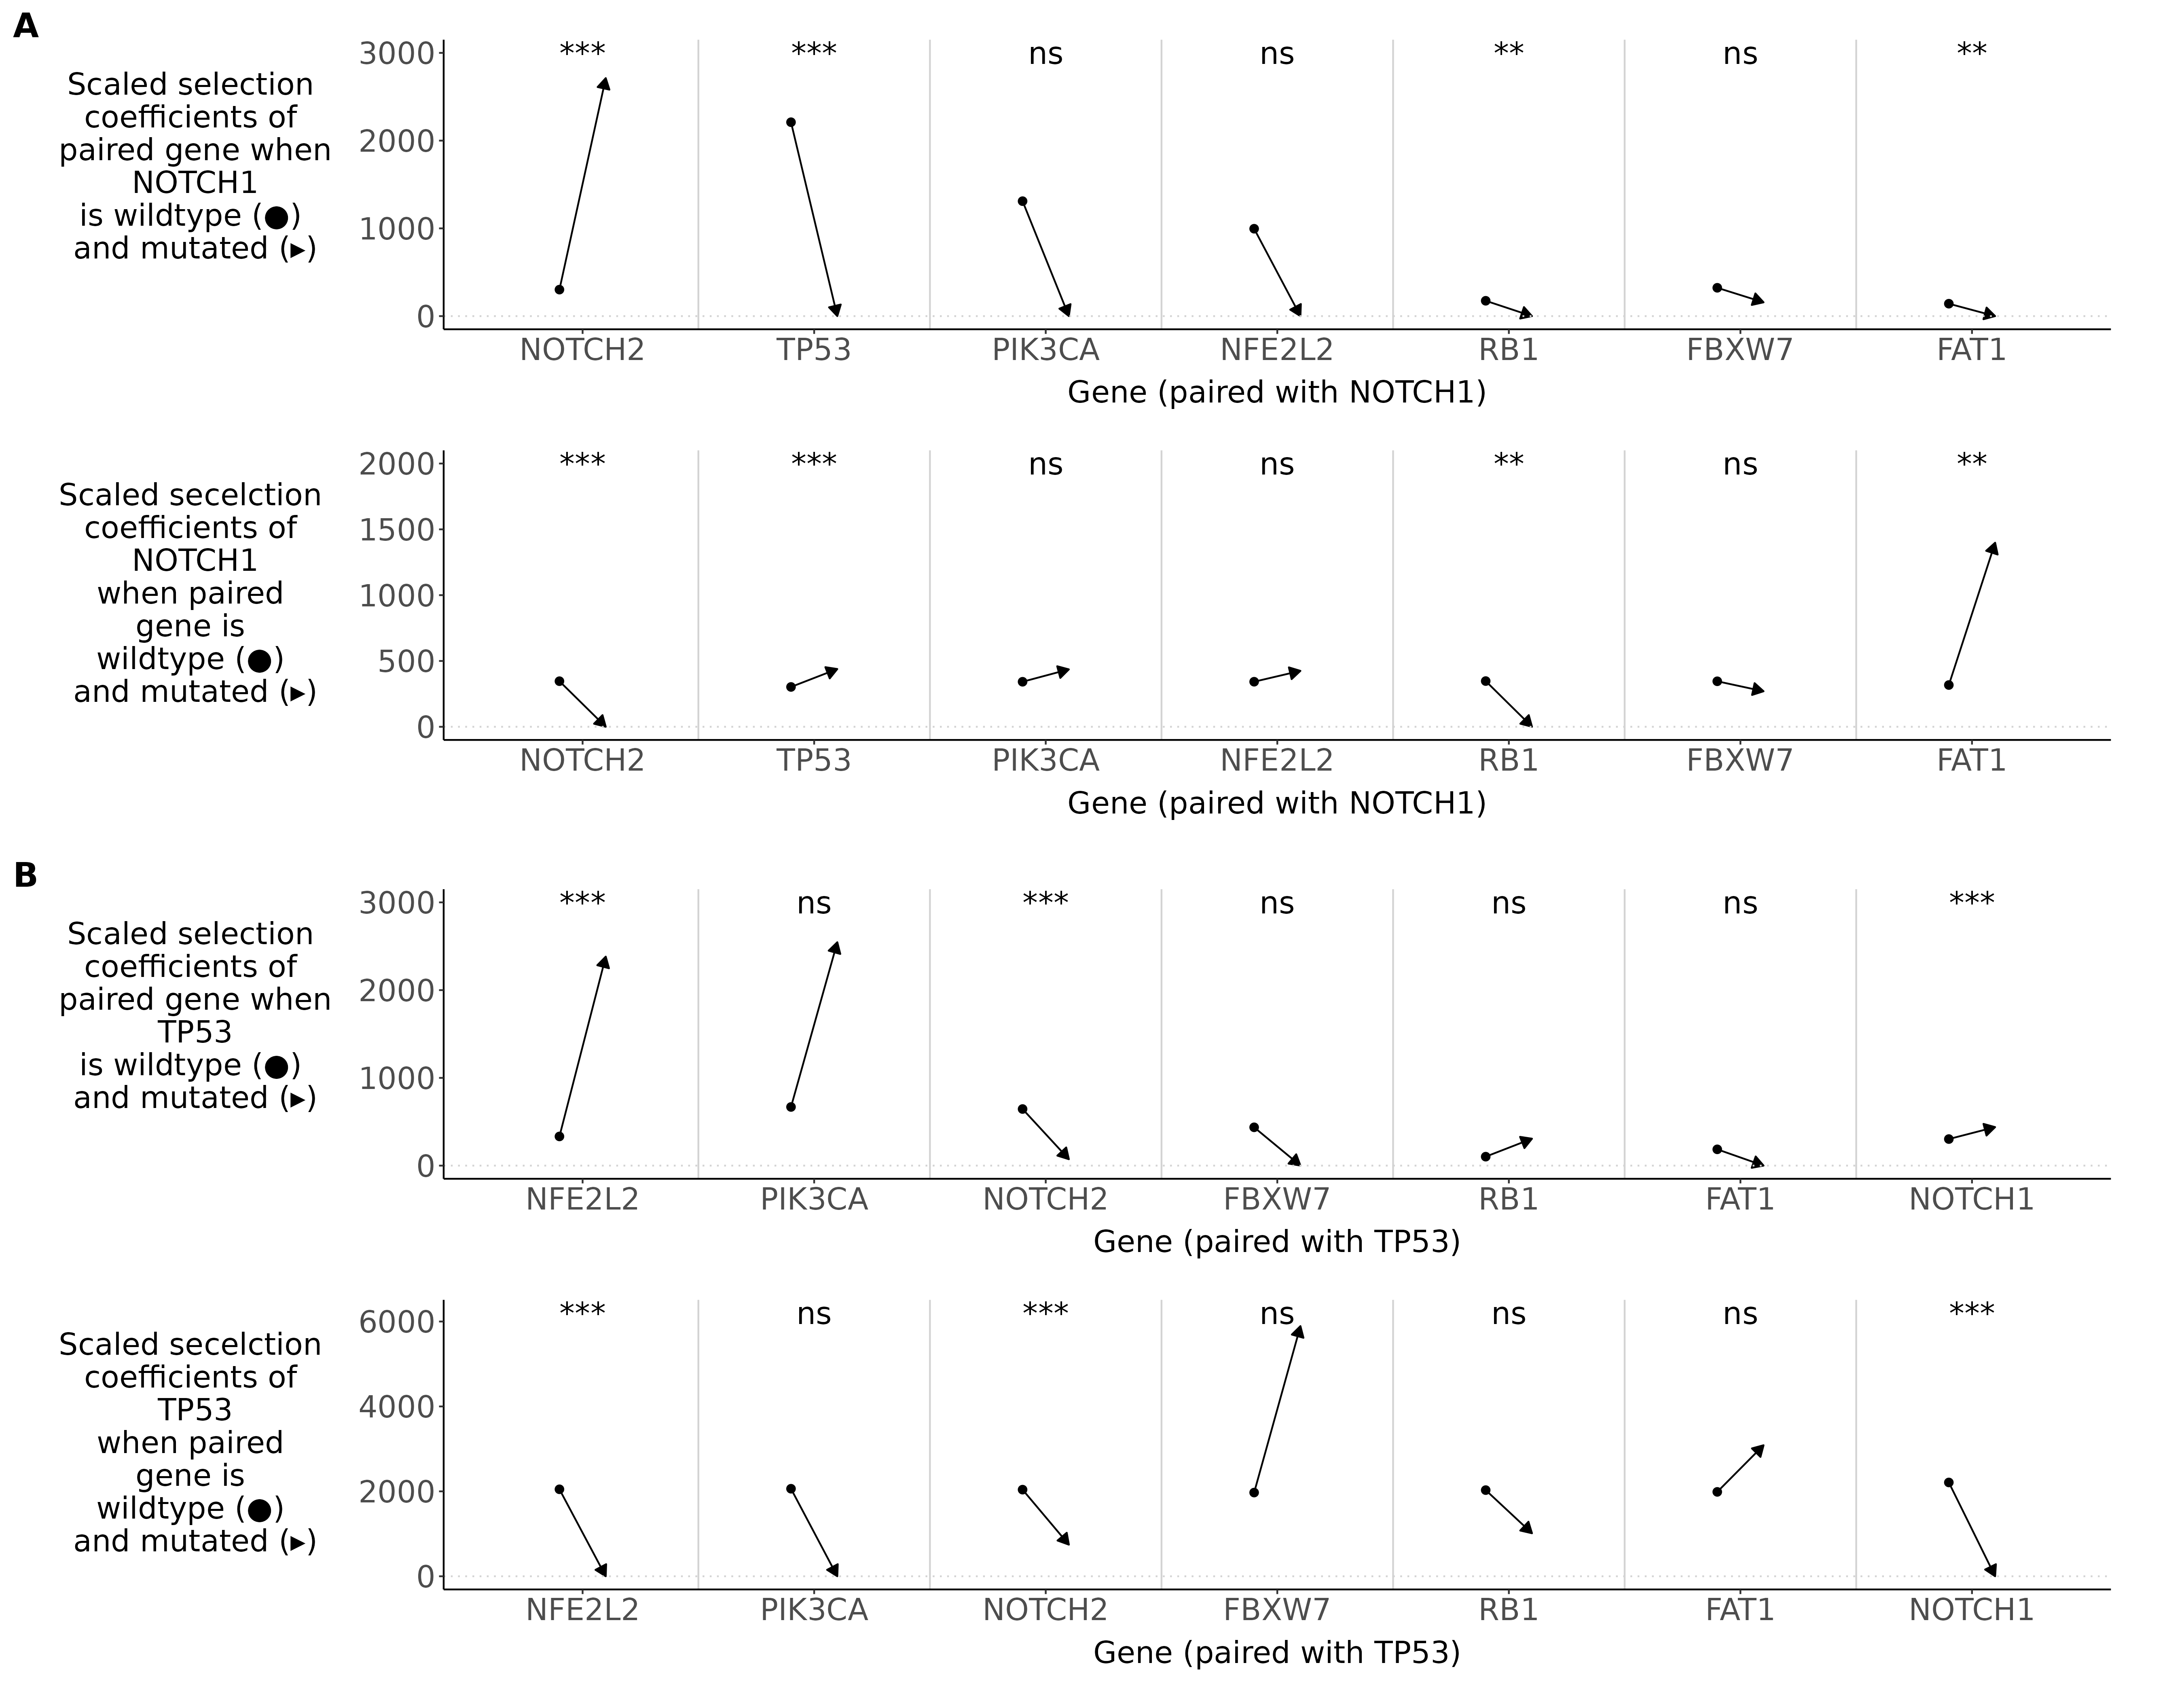 A
Scaled selection
coefficients of
paired gene when
NOTCH1
is wildtype (●)
and mutated (▸)
3000
2000
1000
0
*** *** ns ns ** ns **
NOTCH2 TP53 PIK3CA NFE2L2 RB1 FBXW7 FAT1
Gene (paired with NOTCH1)
Scaled secelction
coefficients of
NOTCH1
when paired
gene is
wildtype (●)
and mutated (▸)
2000
1500
1000
500
0
*** *** ns ns ** ns **
NOTCH2 TP53 PIK3CA NFE2L2 RB1 FBXW7 FAT1
Gene (paired with NOTCH1)
B
Scaled selection
coefficients of
paired gene when
TP53
is wildtype (●)
and mutated (▸)
3000
2000
1000
0
*** ns *** ns ns ns ***
NFE2L2 PIK3CA NOTCH2 FBXW7 RB1 FAT1 NOTCH1
Gene (paired with TP53)
Scaled secelction
coefficients of
TP53
when paired
gene is
wildtype (●)
and mutated (▸)
6000
4000
2000
0
*** ns *** ns ns ns ***
NFE2L2 PIK3CA NOTCH2 FBXW7 RB1 FAT1 NOTCH1
Gene (paired with TP53)